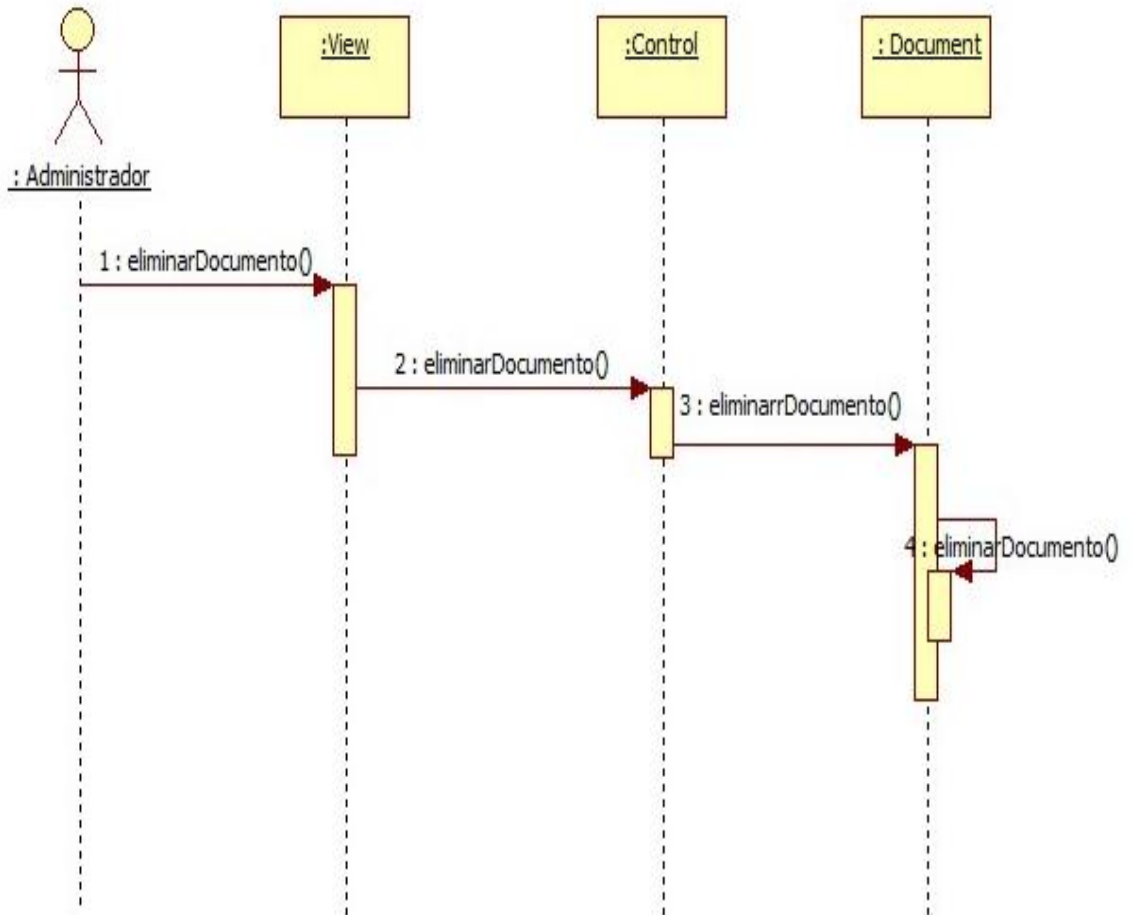 :View
:Control
: Document
: Administrador
1 : eliminarDocumento()
2 : eliminarDocumento()
3 : eliminarrDocumento()
4 : eliminarDocumento()